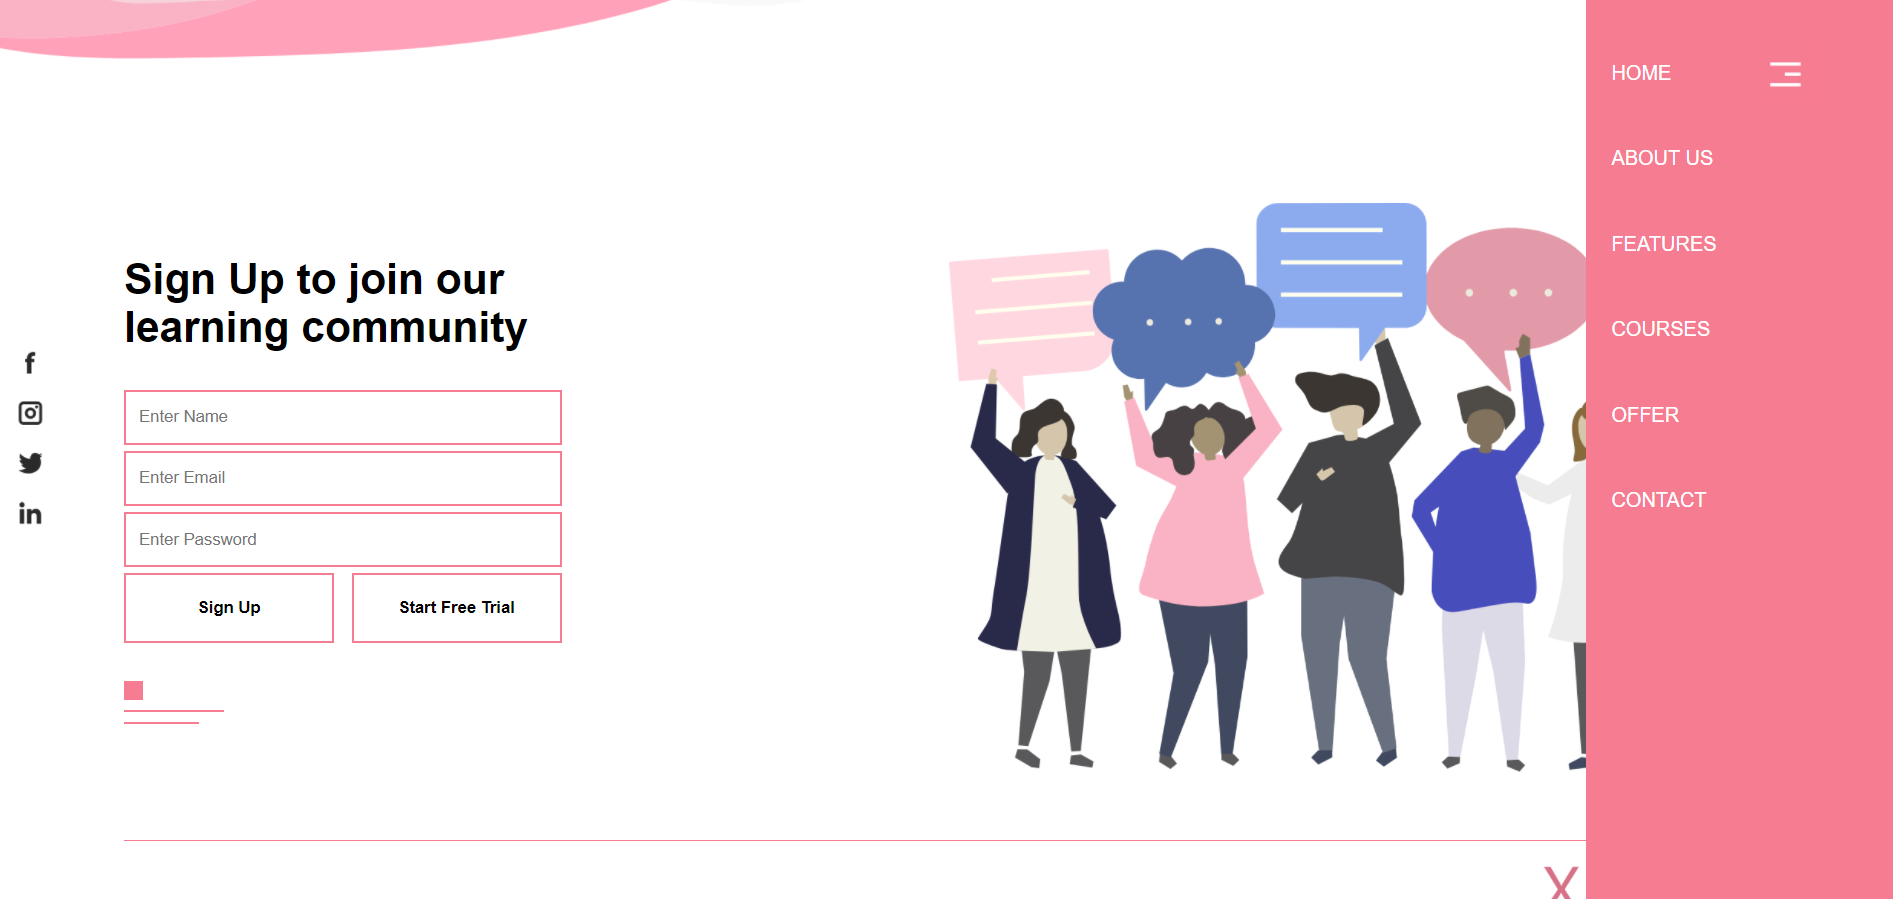 HOME
ABOUT US
FEATURES
COURSES
OFFER
CONTACT
Sign Up to join our
learning community
Enter Name
Enter Email
Enter Password
Sign Up
Start Free Trial
X